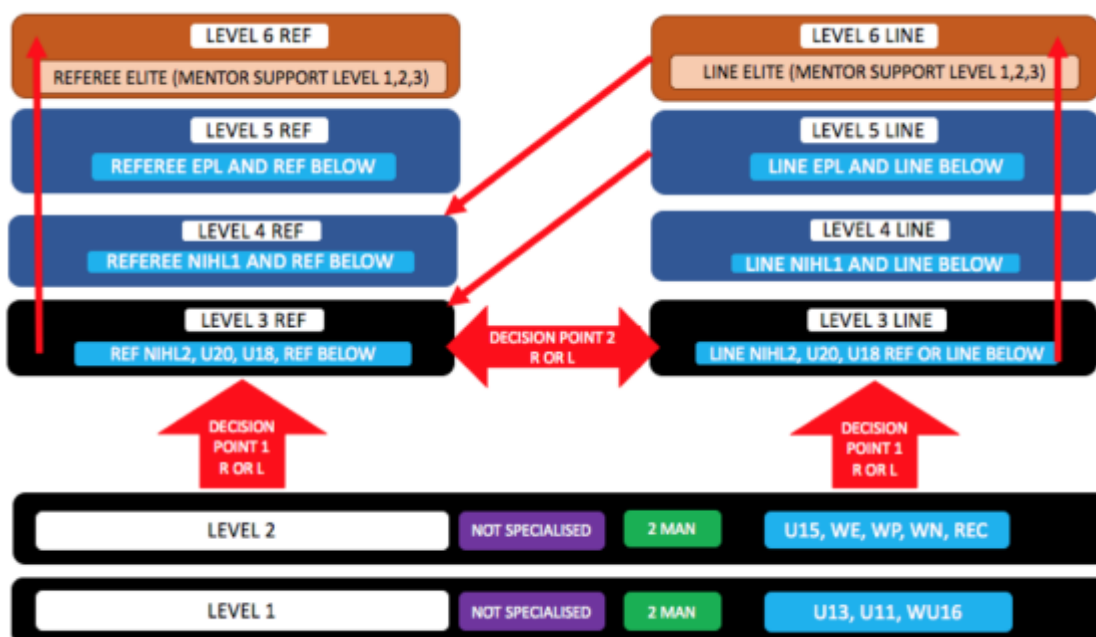 LEVEL 6 REF
REFEREE ELITE (MENTOR SUPPORT LEVEL 1,2,3)
LEVEL 5 REF
REFEREE EPL AND REF BELOW
LEVEL 4 REF
REFEREE NIHL1 AND REF BELOW
LEVEL 3 REF
REF NIHL2, U20, U18, REF BELOW
LEVEL 6 LINE
LINE ELITE (MENTOR SUPPORT LEVEL 1,2,3)
LEVEL 5 LINE
LINE EPL AND LINE BELOW
LEVEL 4 LINE
LINE NIHL1 AND LINE BELOW
LEVEL 3 LINE
LINE NIHL2, U20, U18 REF OR LINE BELOW
DECISION POINT 2
R OR L
DECISION
POINT 1
R OR L
DECISION
POINT 1
R OR L
LEVEL 2
NOT SPECIALISED
2 MAN
U15, WE, WP, WN, REC
LEVEL 1
NOT SPECIALISED
2 MAN
U13, U11, WU16